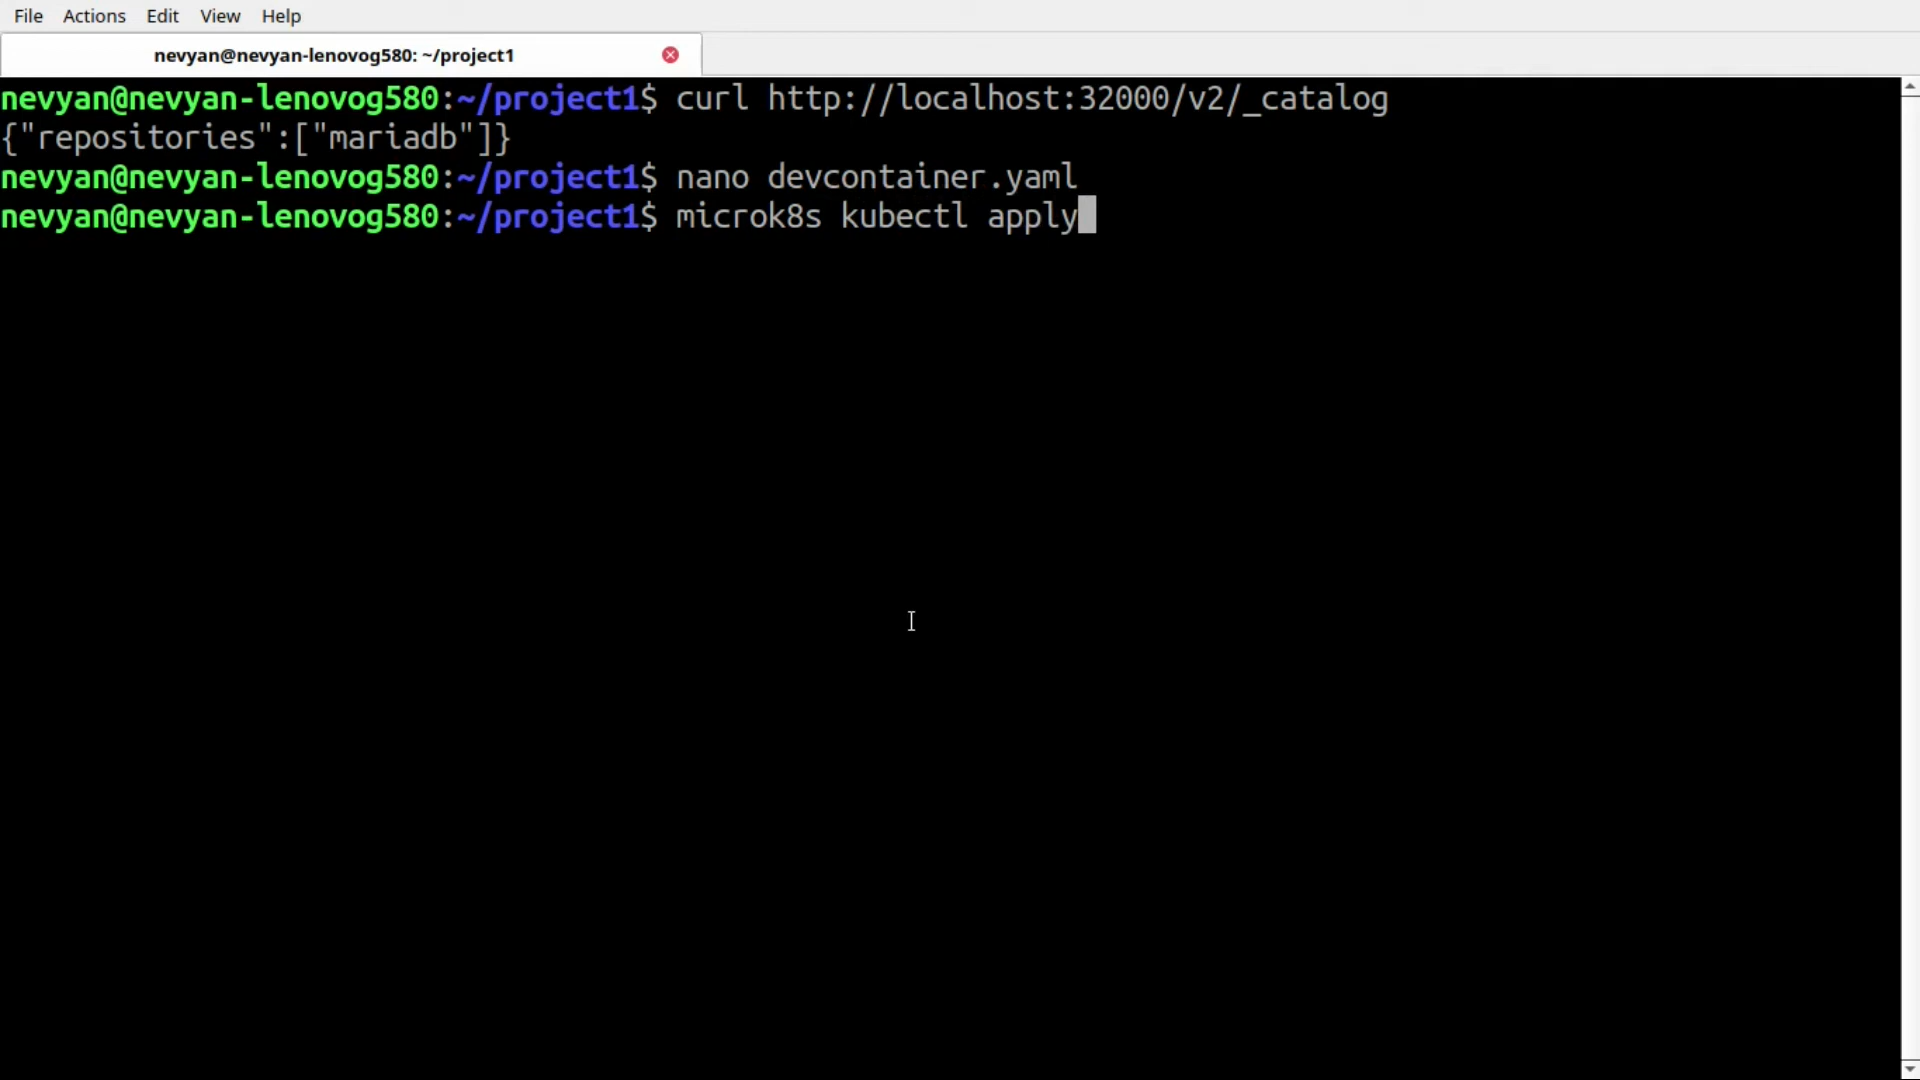 File Actions Edit View Help
nevyan@nevyan-lenovog580: ~/project1
nevyan@nevyan-lenovog580:~/project1$ curl http://localhost:32000/v2/_catalog
{"repositories":["mariadb"]}
nevyan@nevyan-lenovog580:~/project1$ nano devcontainer.yaml
nevyan@nevyan-lenovog580:~/project1$ microk8s kubectl apply